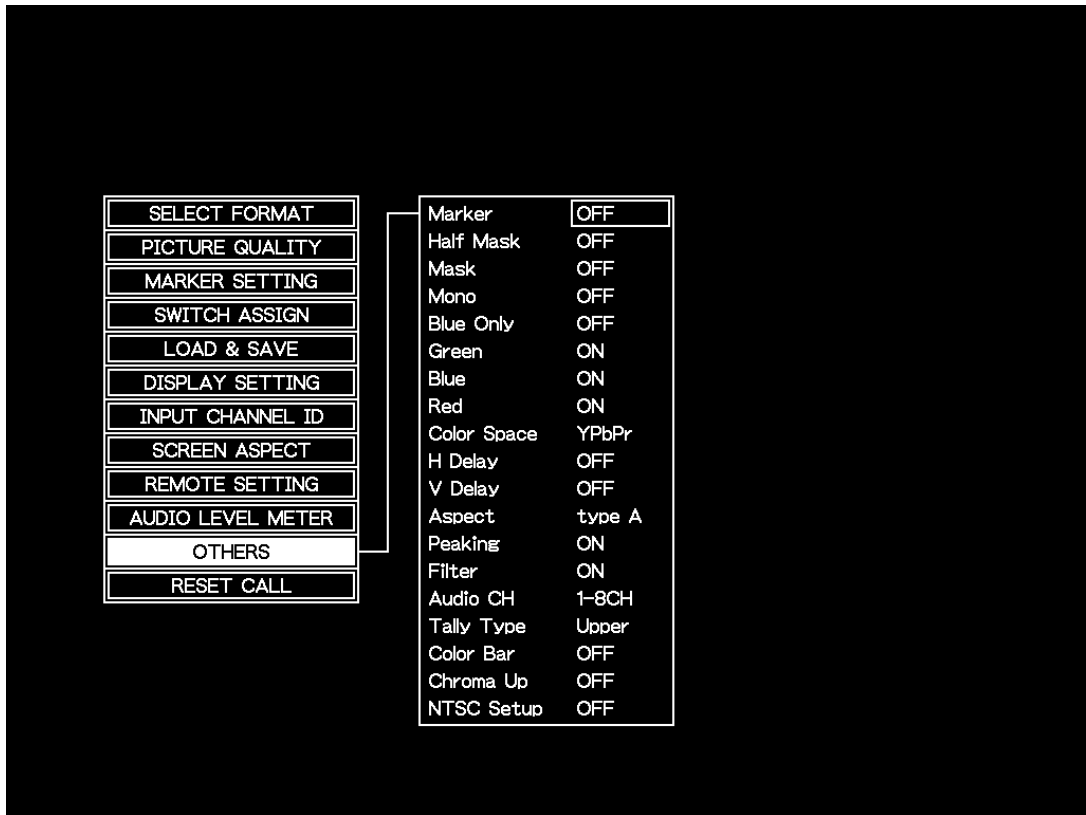 SELECT FORMAT
PICTURE QUALITY
MARKER SETTING
SWITCH ASSIGN
LOAD & SAVE
DISPLAY SETTING
INPUT CHANNEL ID
SCREEN ASPECT
REMOTE SETTING
AUDIO LEVEL METER
OTHERS
RESET CALL
Marker OFF
Half Mask OFF
Mask OFF
Mono OFF
Blue Only OFF
Green ON
Blue ON
Red ON
Color Space YPbPr
H Delay OFF
V Delay OFF
Aspect type A
Peaking ON
Filter ON
Audio CH 1-8CH
Tally Type Upper
Color Bar OFF
Chroma Up OFF
NTSC Setup OFF